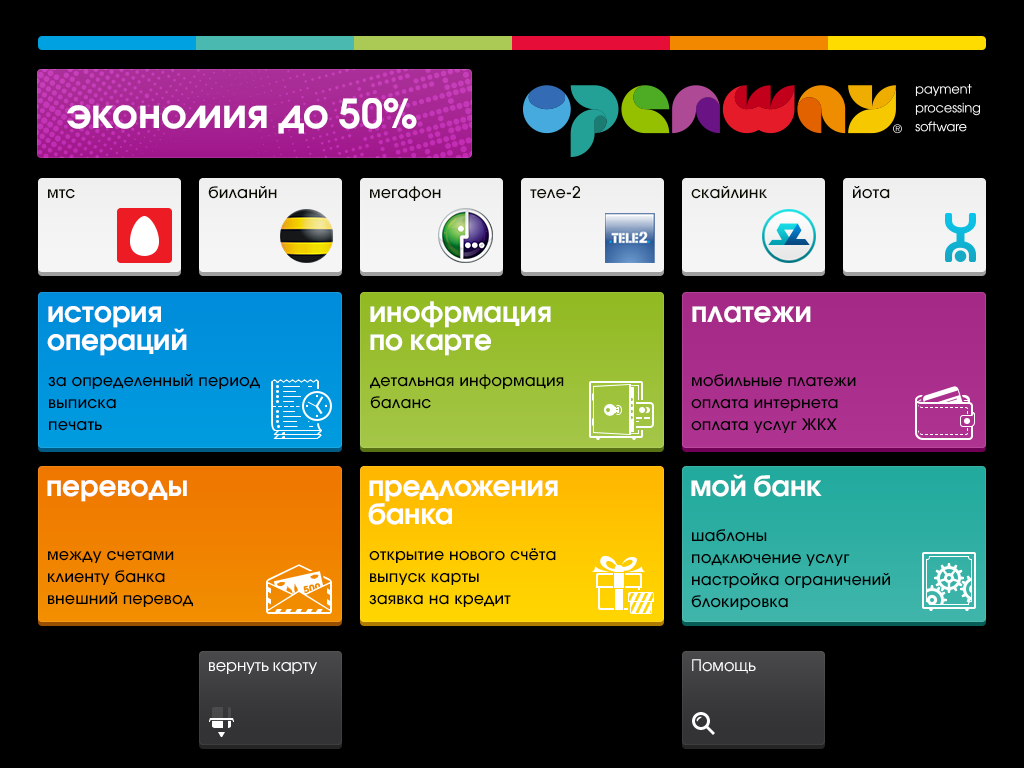 экономия до 50%
openway
®
payment
processing
software
мтс
биланйн
мегафон
теле-2
TELE2
скайлинк
йота
история
операций
за определенный период
выписка
печать
инофрмация
по карте
детальная информация
баланс
платежи
мобильные платежи
оплата интернета
оплата услуг ЖКХ
переводы
между счетами
клиенту банка
внешний перевод
500
предложения
банка
открытие нового счёта
выпуск карты
заявка на кредит
мой банк
шаблоны
подключение услуг
настройка ограничений
блокировка
вернуть карту
Помощь